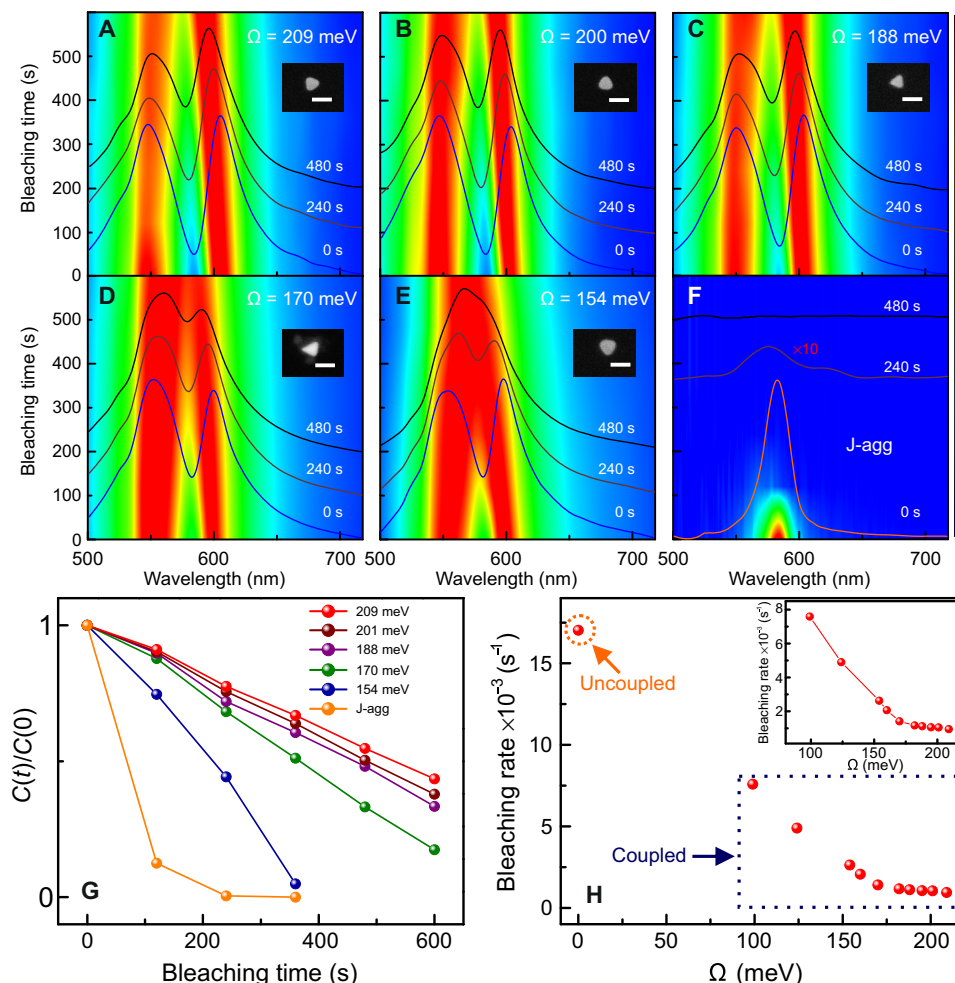 A
Ω = 209 meV
480 s
240 s
0 s
B
Ω = 200 meV
480 s
240 s
0 s
C
Ω = 188 meV
480 s
240 s
0 s
Bleaching time (s)
500
400
300
200
100
0
D
Ω = 170 meV
480 s
240 s
0 s
E
Ω = 154 meV
480 s
240 s
0 s
F
480 s
×10
240 s
J-agg
0 s
Bleaching time (s)
500
400
300
200
100
0
500 600 700
500 600 700
500 600 700
Wavelength (nm)
Wavelength (nm)
Wavelength (nm)
G
C(t)/C(0)
1
0
209 meV
201 meV
188 meV
170 meV
154 meV
J-agg
0 200 400 600
Bleaching time (s)
H
Bleaching rate ×10⁻³ (s⁻¹)
15
10
5
0
Uncoupled
Coupled
0 50 100 150 200
Ω (meV)
Bleaching rate ×10⁻³ (s⁻¹)
8
6
4
2
100 150 200
Ω (meV)